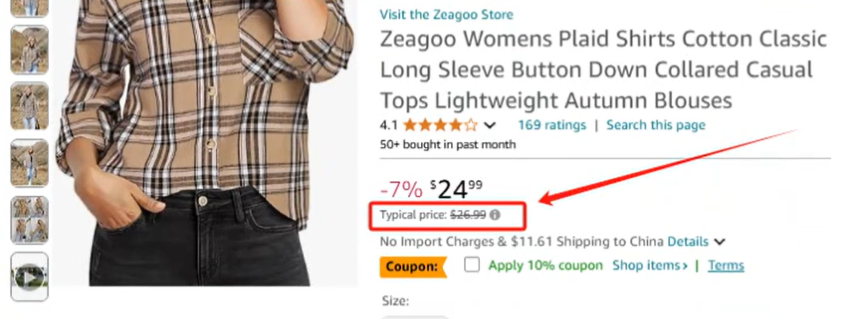 Visit the Zeagoo Store
Zeagoo Womens Plaid Shirts Cotton Classic
Long Sleeve Button Down Collared Casual
Tops Lightweight Autumn Blouses
4.1 169 ratings | Search this page
50+ bought in past month
-7% $24⁹⁹
Typical price: $26.99
No Import Charges & $11.61 Shipping to China Details
Coupon: Apply 10% coupon Shop items› | Terms
Size: